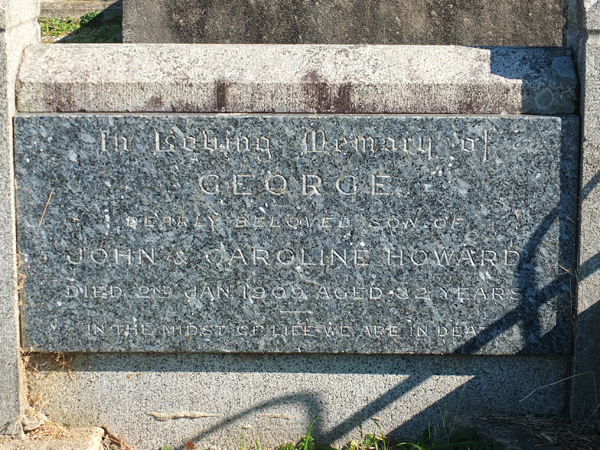 In Loving Memory of
GEORGE
DEARLY BELOVED SON OF
JOHN & CAROLINE HOWARD
DIED 2ND JAN 1909 AGED 32 YEARS
IN THE MIDST OF LIFE WE ARE IN DEATH